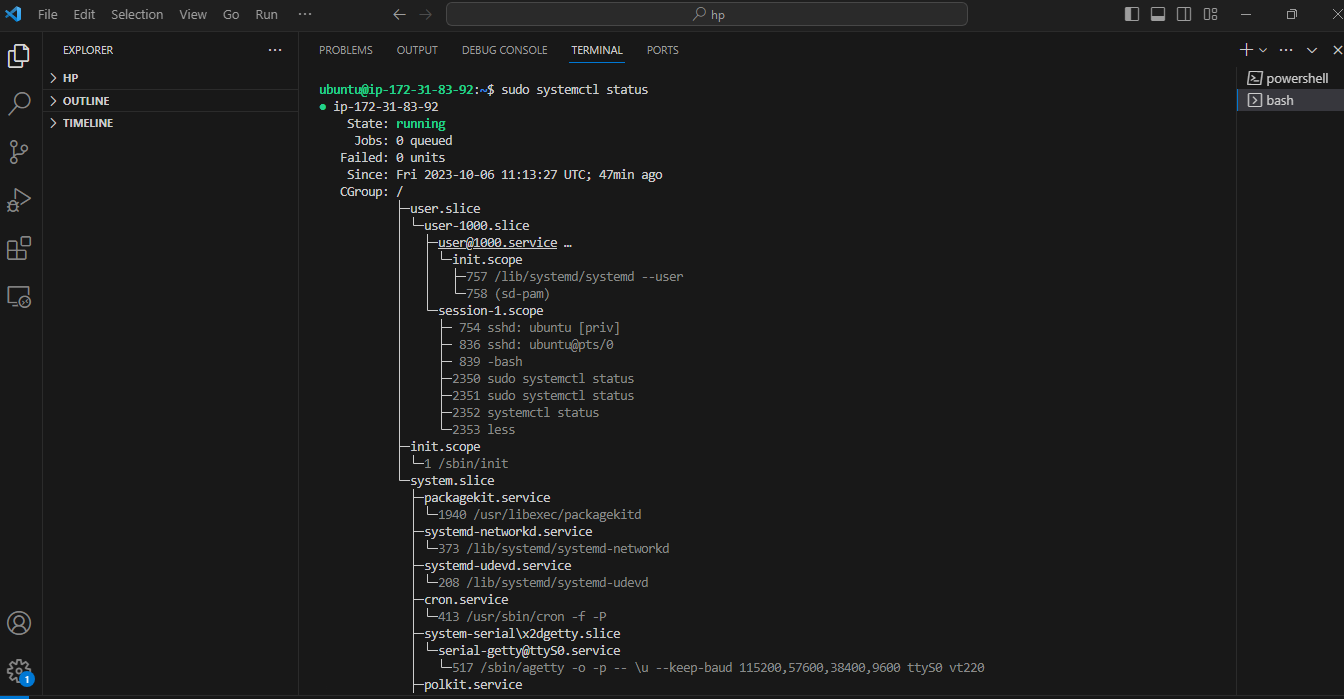 File Edit Selection View Go Run ··· hp
EXPLORER ···
HP
OUTLINE
TIMELINE
1
PROBLEMS OUTPUT DEBUG CONSOLE TERMINAL PORTS
ubuntu@ip-172-31-83-92:~$ sudo systemctl status
● ip-172-31-83-92
State: running
Jobs: 0 queued
Failed: 0 units
Since: Fri 2023-10-06 11:13:27 UTC; 47min ago
CGroup: /
├─user.slice
│ └─user-1000.slice
│   ├─user@1000.service …
│   │ └─init.scope
│   │   ├─757 /lib/systemd/systemd --user
│   │   └─758 (sd-pam)
│   └─session-1.scope
│     ├─ 754 sshd: ubuntu [priv]
│     ├─ 836 sshd: ubuntu@pts/0
│     ├─ 839 -bash
│     ├─2350 sudo systemctl status
│     ├─2351 sudo systemctl status
│     ├─2352 systemctl status
│     └─2353 less
├─init.scope
│ └─1 /sbin/init
└─system.slice
  ├─packagekit.service
  │ └─1940 /usr/libexec/packagekitd
  ├─systemd-networkd.service
  │ └─373 /lib/systemd/systemd-networkd
  ├─systemd-udevd.service
  │ └─208 /lib/systemd/systemd-udevd
  ├─cron.service
  │ └─413 /usr/sbin/cron -f -P
  ├─system-serial\x2dgetty.slice
  │ └─serial-getty@ttyS0.service
  │   └─517 /sbin/agetty -o -p -- \u --keep-baud 115200,57600,38400,9600 ttyS0 vt220
  ├─polkit.service
powershell
bash